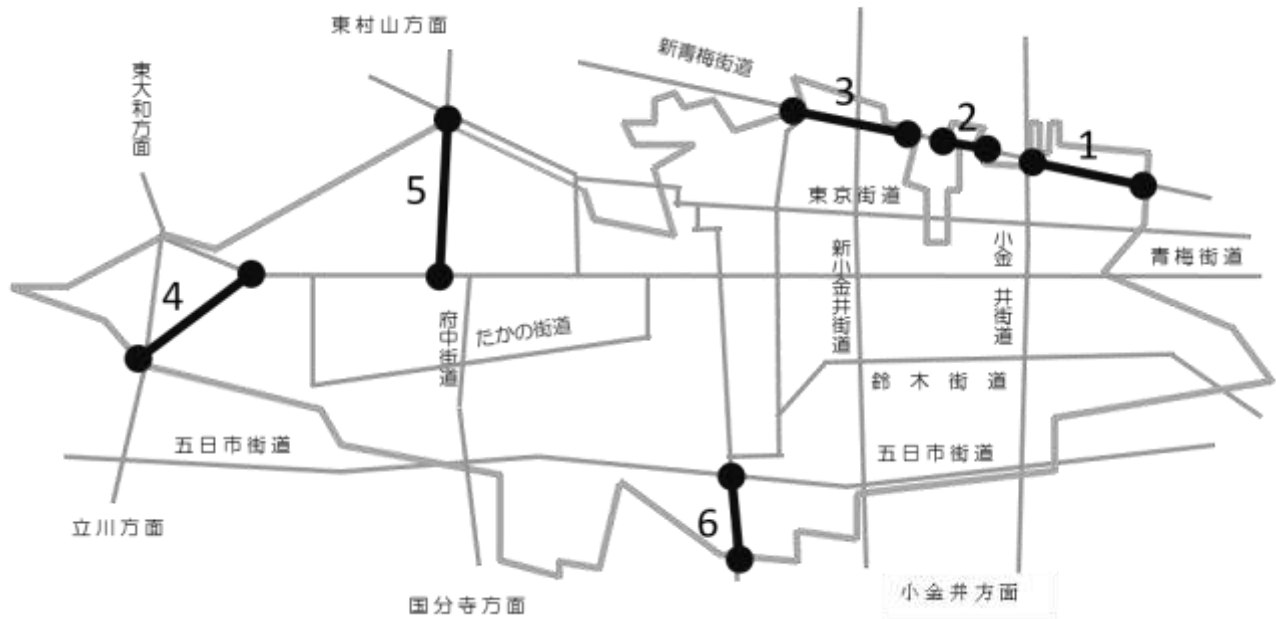 東村山方面
新青梅街道
東大和方面
3
2
1
5
東京街道
小金井街道
新小金井街道
青梅街道
4
府中街道
たかの街道
鈴木街道
五日市街道
五日市街道
立川方面
6
国分寺方面
小金井方面